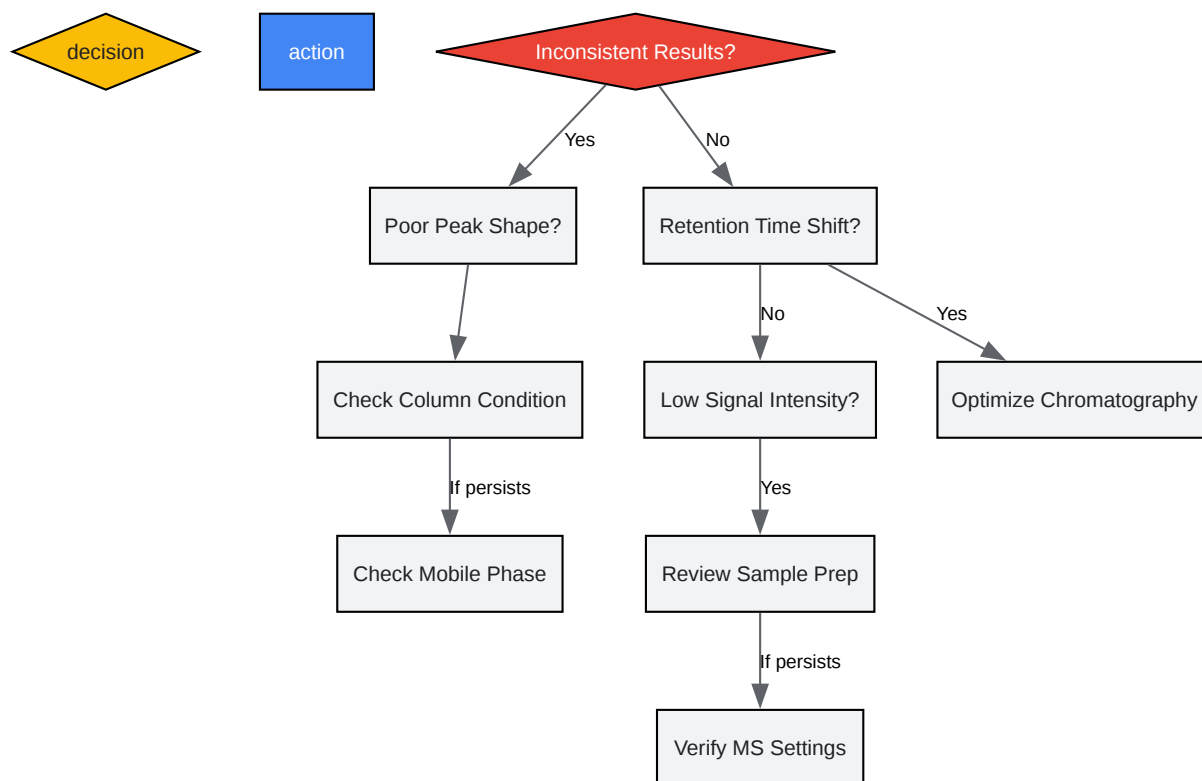 decision
action
Inconsistent Results?
Yes
No
Poor Peak Shape?
Retention Time Shift?
No
Yes
Check Column Condition
Low Signal Intensity?
Optimize Chromatography
If persists
Yes
Check Mobile Phase
Review Sample Prep
If persists
Verify MS Settings